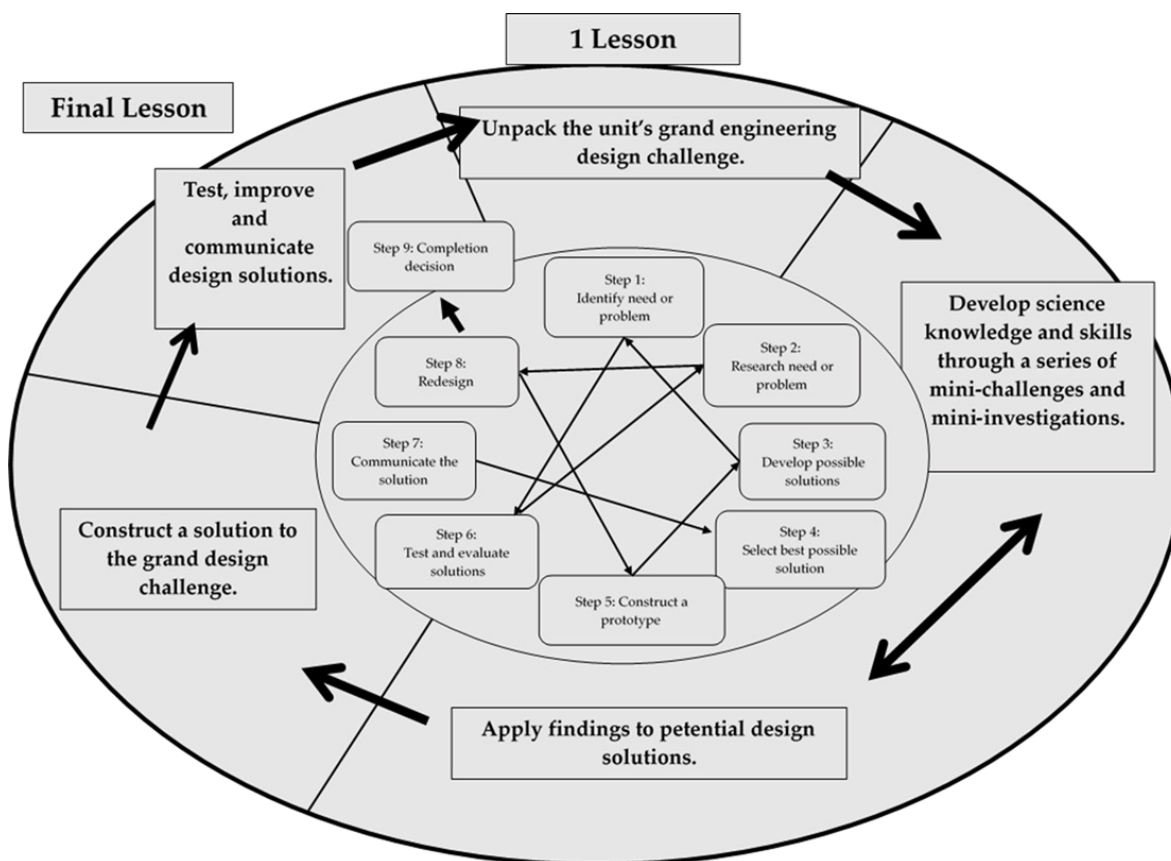 1 Lesson
Final Lesson
Unpack the unit's grand engineering
design challenge.
Test, improve
and
communicate
design solutions.
Develop science
knowledge and skills
through a series of
mini-challenges and
mini-investigations.
Construct a solution to
the grand design
challenge.
Apply findings to petential design
solutions.
Step 9: Completion
decision
Step 1:
Identify need or
problem
Step 2:
Research need or
problem
Step 3:
Develop possible
solutions
Step 4:
Select best possible
solution
Step 5: Construct a
prototype
Step 6:
Test and evaluate
solutions
Step 7:
Communicate the
solution
Step 8:
Redesign